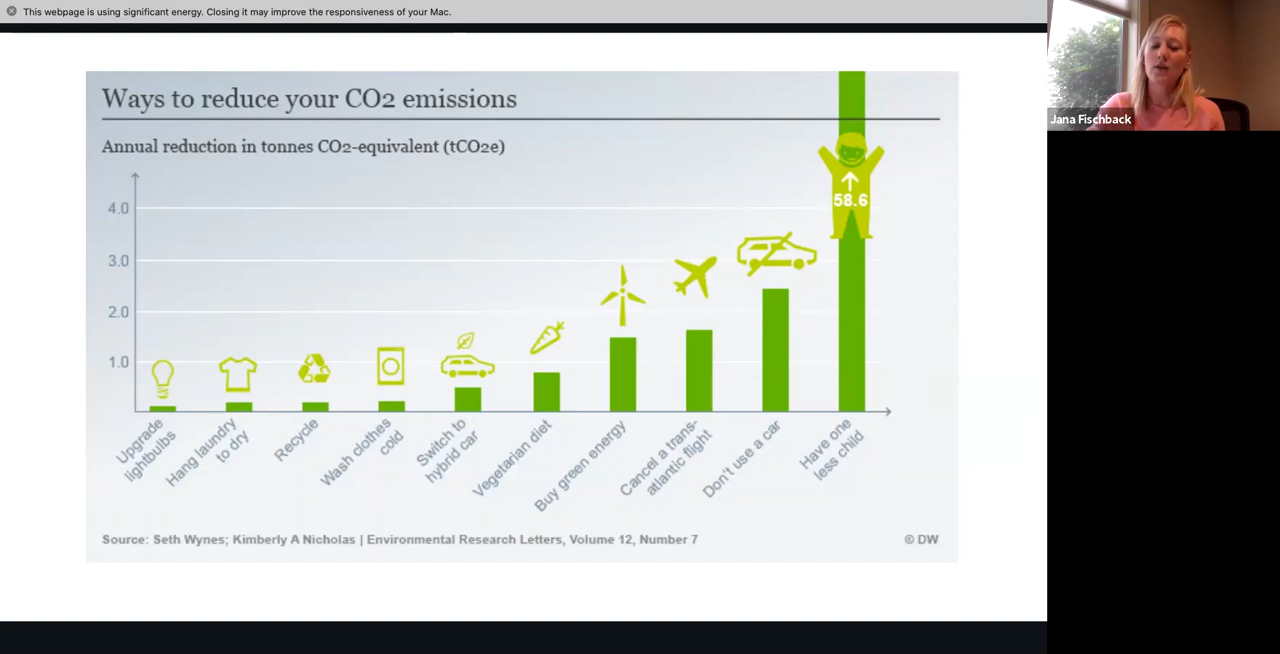 This webpage is using significant energy. Closing it may improve the responsiveness of your Mac.
Jana Fischback
Ways to reduce your CO2 emissions
Annual reduction in tonnes CO2-equivalent (tCO2e)
4.0
3.0
2.0
1.0
58.6
Upgrade
lightbulbs
Hang laundry
to dry
Recycle
Wash clothes
cold
Switch to
hybrid car
Vegetarian diet
Buy green energy
Cancel a trans-
atlantic flight
Don't use a car
Have one
less child
Source: Seth Wynes; Kimberly A Nicholas | Environmental Research Letters, Volume 12, Number 7
© DW